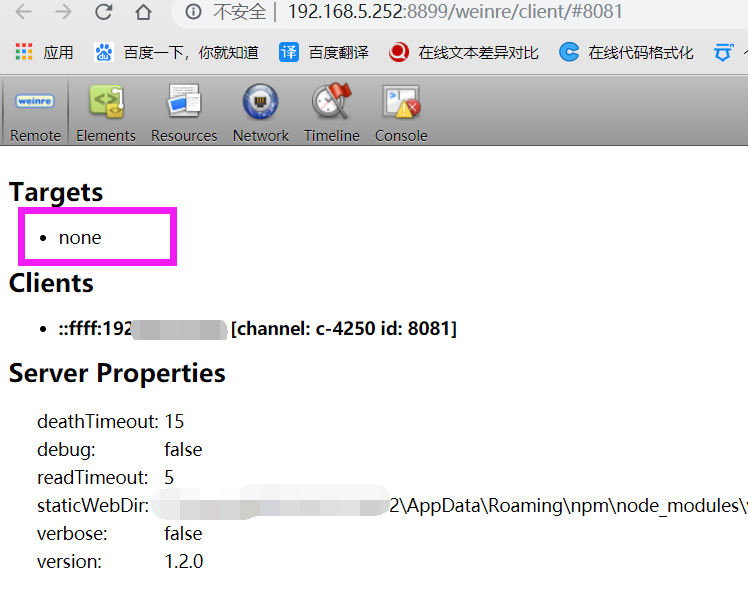 不安全 | 192.168.5.252:8899/weinre/client/#8081
应用 百度一下，你就知道 译 百度翻译 在线文本差异对比 在线代码格式化
weinre
Remote Elements Resources Network Timeline Console
Targets
• none
Clients
• ::ffff:192 [channel: c-4250 id: 8081]
Server Properties
deathTimeout: 15
debug: false
readTimeout: 5
staticWebDir: 2\AppData\Roaming\npm\node_modules\
verbose: false
version: 1.2.0